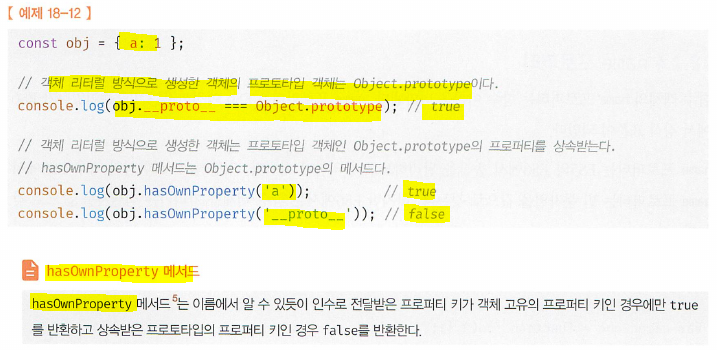 【 예제 18-12 】
const obj = { a: 1 };
// 객체 리터럴 방식으로 생성한 객체의 프로토타입 객체는 Object.prototype이다.
console.log(obj.__proto__ === Object.prototype); // true
// 객체 리터럴 방식으로 생성한 객체는 프로토타입 객체인 Object.prototype의 프로퍼티를 상속받는다.
// hasOwnProperty 메서드는 Object.prototype의 메서드다.
console.log(obj.hasOwnProperty('a')); // true
console.log(obj.hasOwnProperty('__proto__')); // false
hasOwnProperty 메서드
hasOwnProperty 메서드5는 이름에서 알 수 있듯이 인수로 전달받은 프로퍼티 키가 객체 고유의 프로퍼티 키인 경우에만 true
를 반환하고 상속받은 프로토타입의 프로퍼티 키인 경우 false를 반환한다.